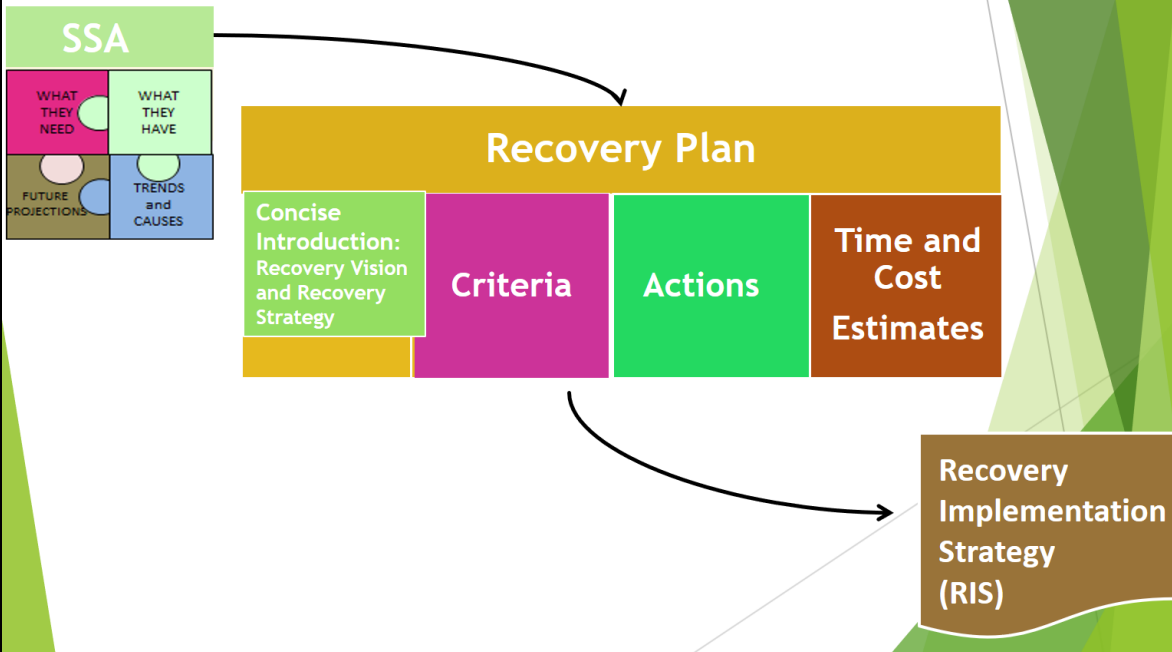 SSA
WHAT
THEY
NEED
WHAT
THEY
HAVE
FUTURE
PROJECTIONS
TRENDS
and
CAUSES
Recovery Plan
Concise
Introduction:
Recovery Vision
and Recovery
Strategy
Criteria
Actions
Time and
Cost
Estimates
Recovery
Implementation
Strategy
(RIS)